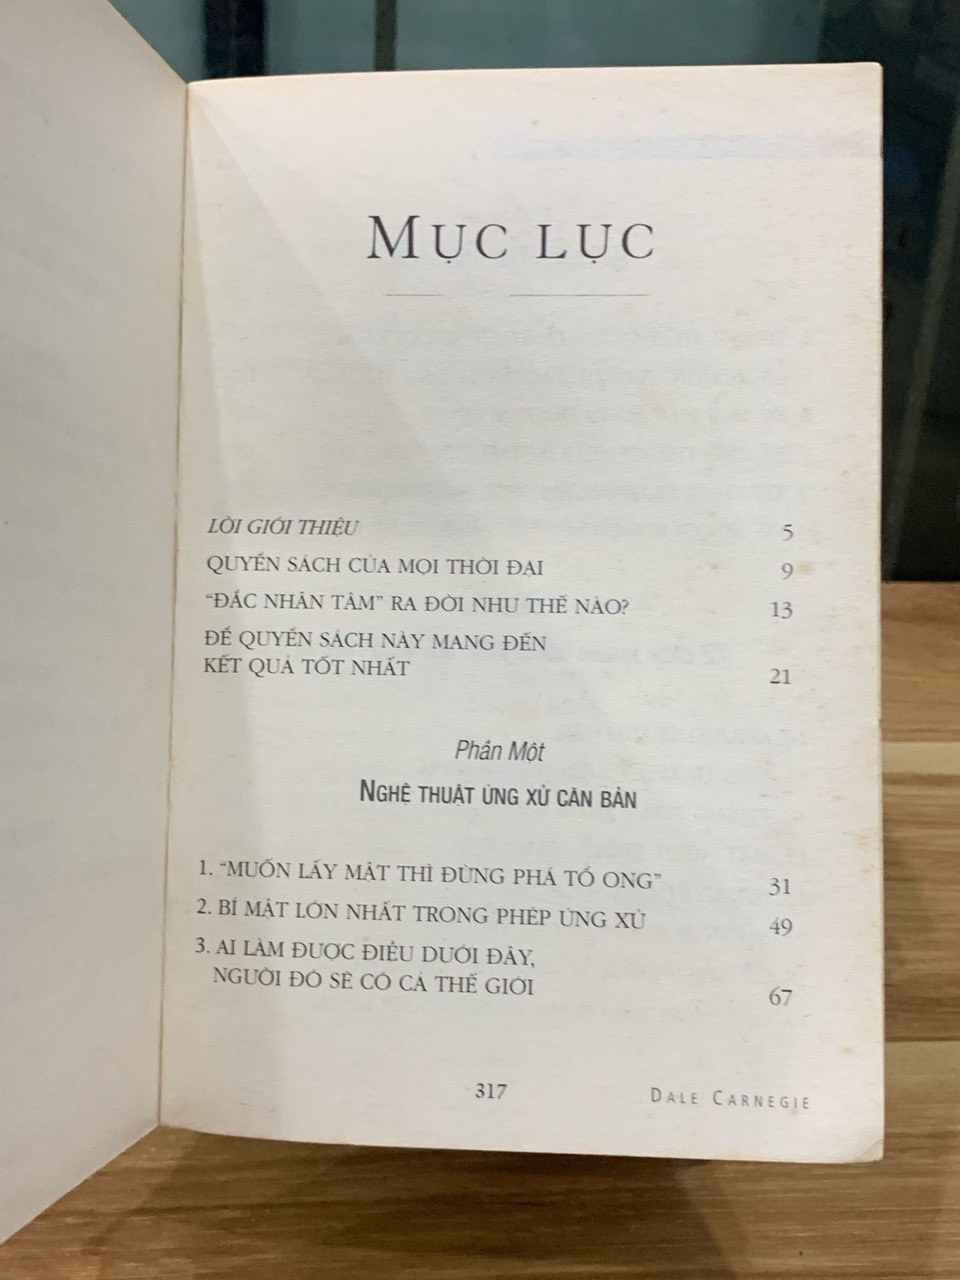 MỤC LỤC
LỜI GIỚI THIỆU 5
QUYỂN SÁCH CỦA MỌI THỜI ĐẠI 9
“ĐẮC NHÂN TÂM” RA ĐỜI NHƯ THẾ NÀO? 13
ĐỂ QUYỂN SÁCH NÀY MANG ĐẾN
KẾT QUẢ TỐT NHẤT 21
Phần Một
NGHỆ THUẬT ỨNG XỬ CĂN BẢN
1. “MUỐN LẤY MẬT THÌ ĐỪNG PHÁ TỔ ONG” 31
2. BÍ MẬT LỚN NHẤT TRONG PHÉP ỨNG XỬ 49
3. AI LÀM ĐƯỢC ĐIỀU DƯỚI ĐÂY,
NGƯỜI ĐÓ SẼ CÓ CẢ THẾ GIỚI 67
317 DALE CARNEGIE